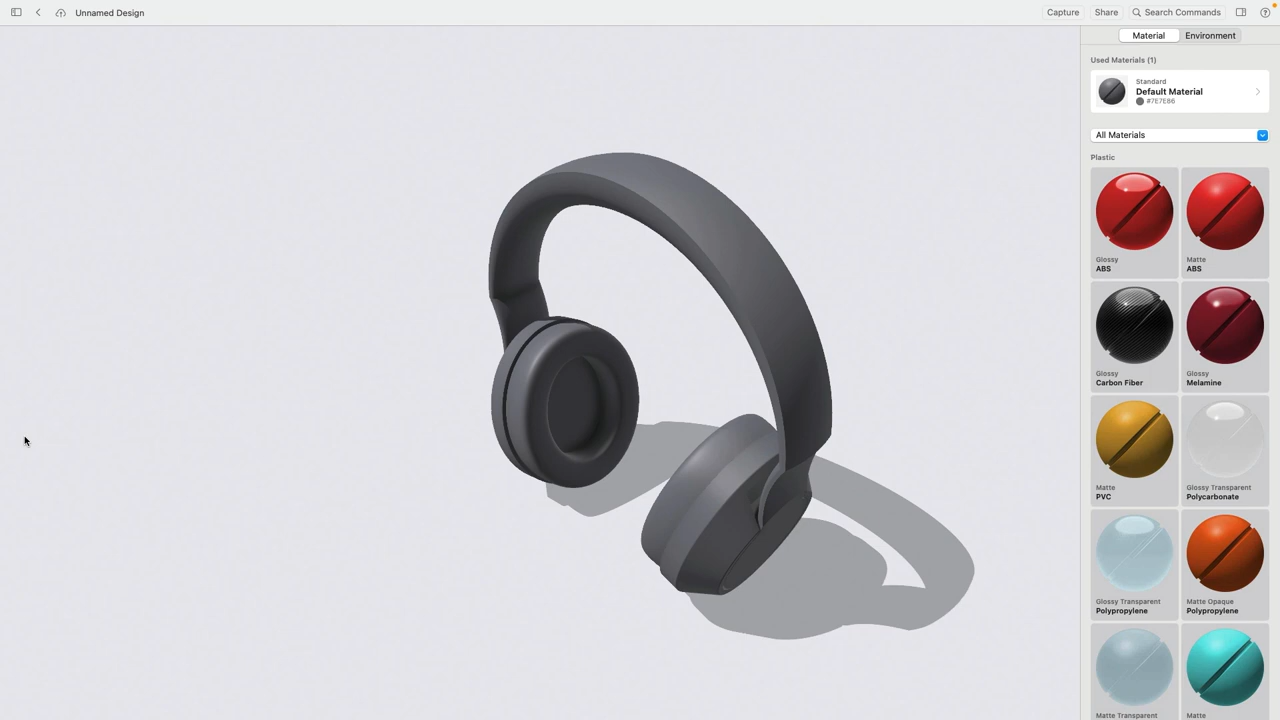 Unnamed Design
Capture
Share
Search Commands
Material
Environment
Used Materials (1)
Standard
Default Material
#7E7E86
All Materials
Plastic
Glossy
ABS
Matte
ABS
Glossy
Carbon Fiber
Glossy
Melamine
Matte
PVC
Glossy Transparent
Polycarbonate
Glossy Transparent
Polypropylene
Matte Opaque
Polypropylene
Matte Transparent
Matte